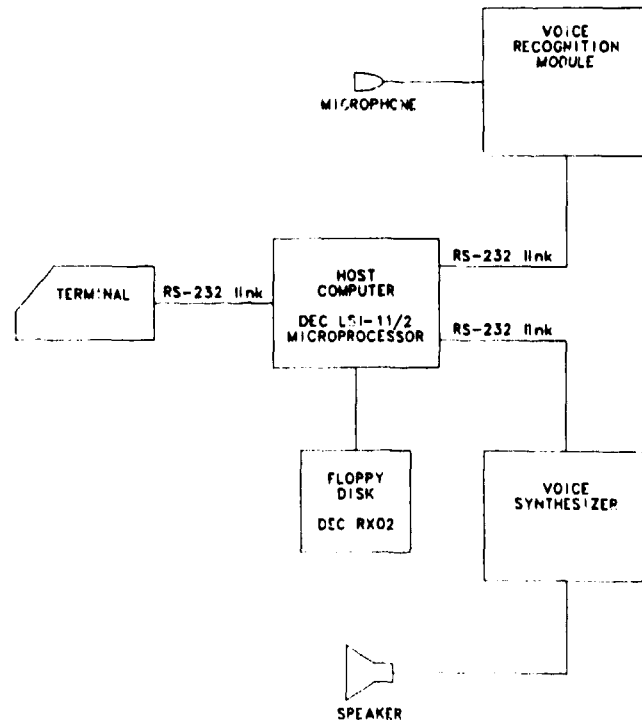 VOICE
RECOGNITION
MODULE
MICROPHONE
RS-232 link
HOST
COMPUTER
DEC LSI-11/2
MICROPROCESSOR
TERMINAL
RS-232 link
RS-232 link
FLOPPY
DISK
DEC RX02
VOICE
SYNTHESIZER
SPEAKER